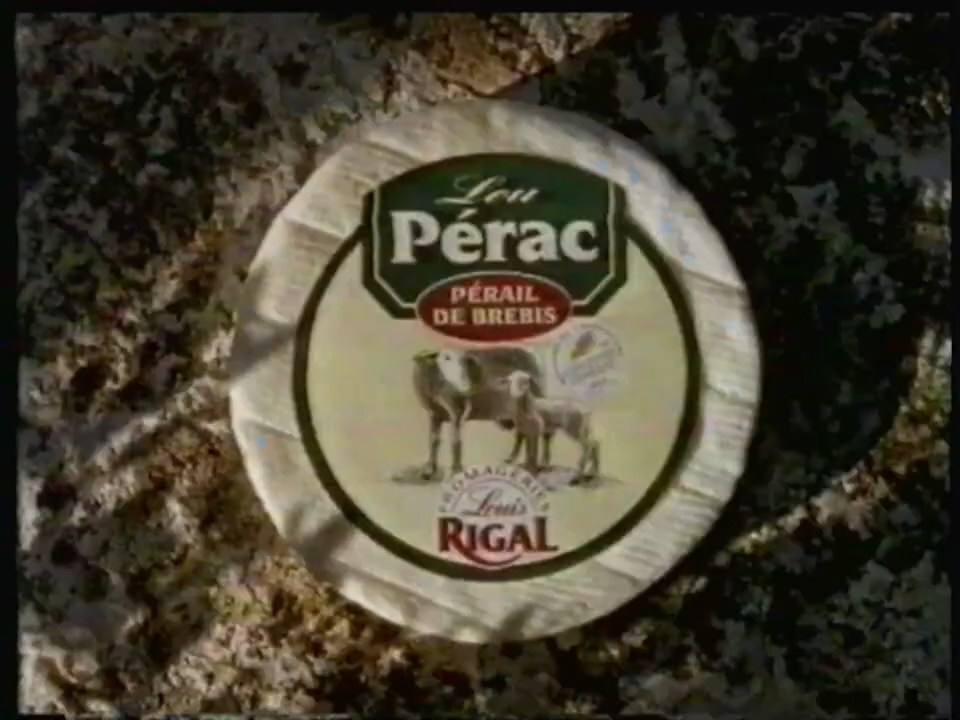 Lou
Pérac
PÉRAIL
DE BREBIS
FROMAGERIE
Louis
RIGAL